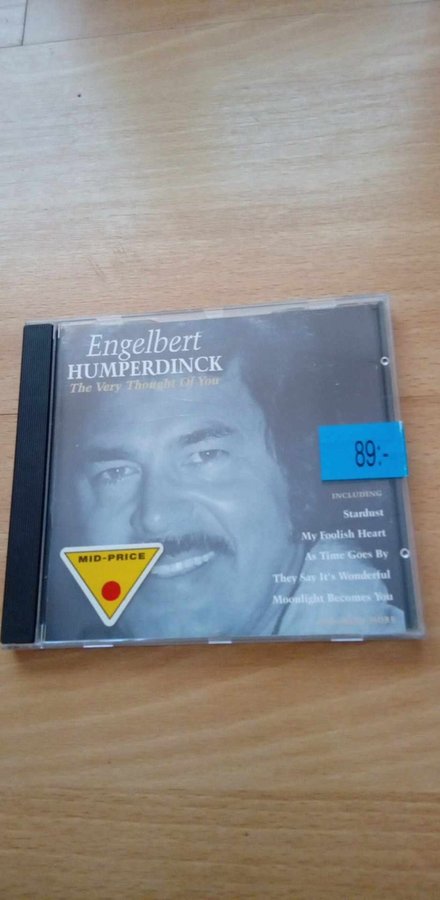 Engelbert
HUMPERDINCK
The Very Thought Of You
89:-
INCLUDING
Stardust
My Foolish Heart
As Time Goes By
They Say It's Wonderful
Moonlight Becomes You
MORE
MID-PRICE